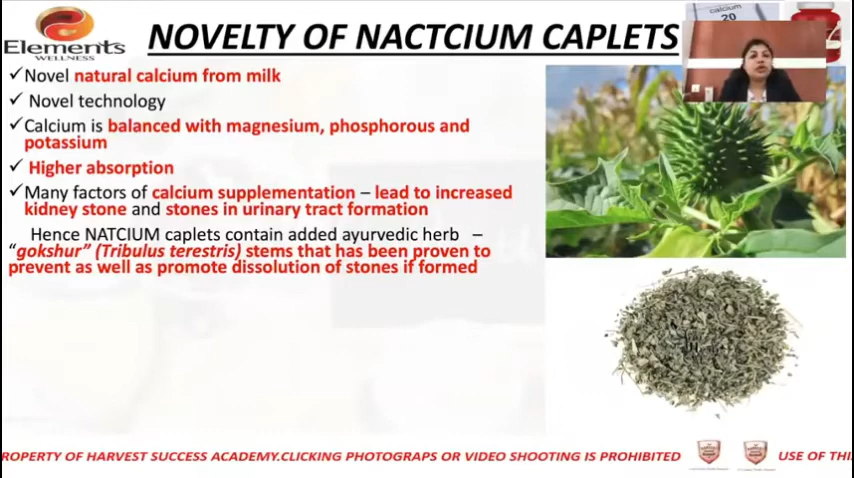 Elements
WELLNESS
NOVELTY OF NACTCIUM CAPLETS
calcium
20
✓Novel natural calcium from milk
✓ Novel technology
✓Calcium is balanced with magnesium, phosphorous and
potassium
✓ Higher absorption
✓Many factors of calcium supplementation – lead to increased
kidney stone and stones in urinary tract formation
Hence NATCIUM caplets contain added ayurvedic herb –
“gokshur” (Tribulus terestris) stems that has been proven to
prevent as well as promote dissolution of stones if formed
ROPERTY OF HARVEST SUCCESS ACADEMY.CLICKING PHOTOGRAPS OR VIDEO SHOOTING IS PROHIBITED USE OF THI